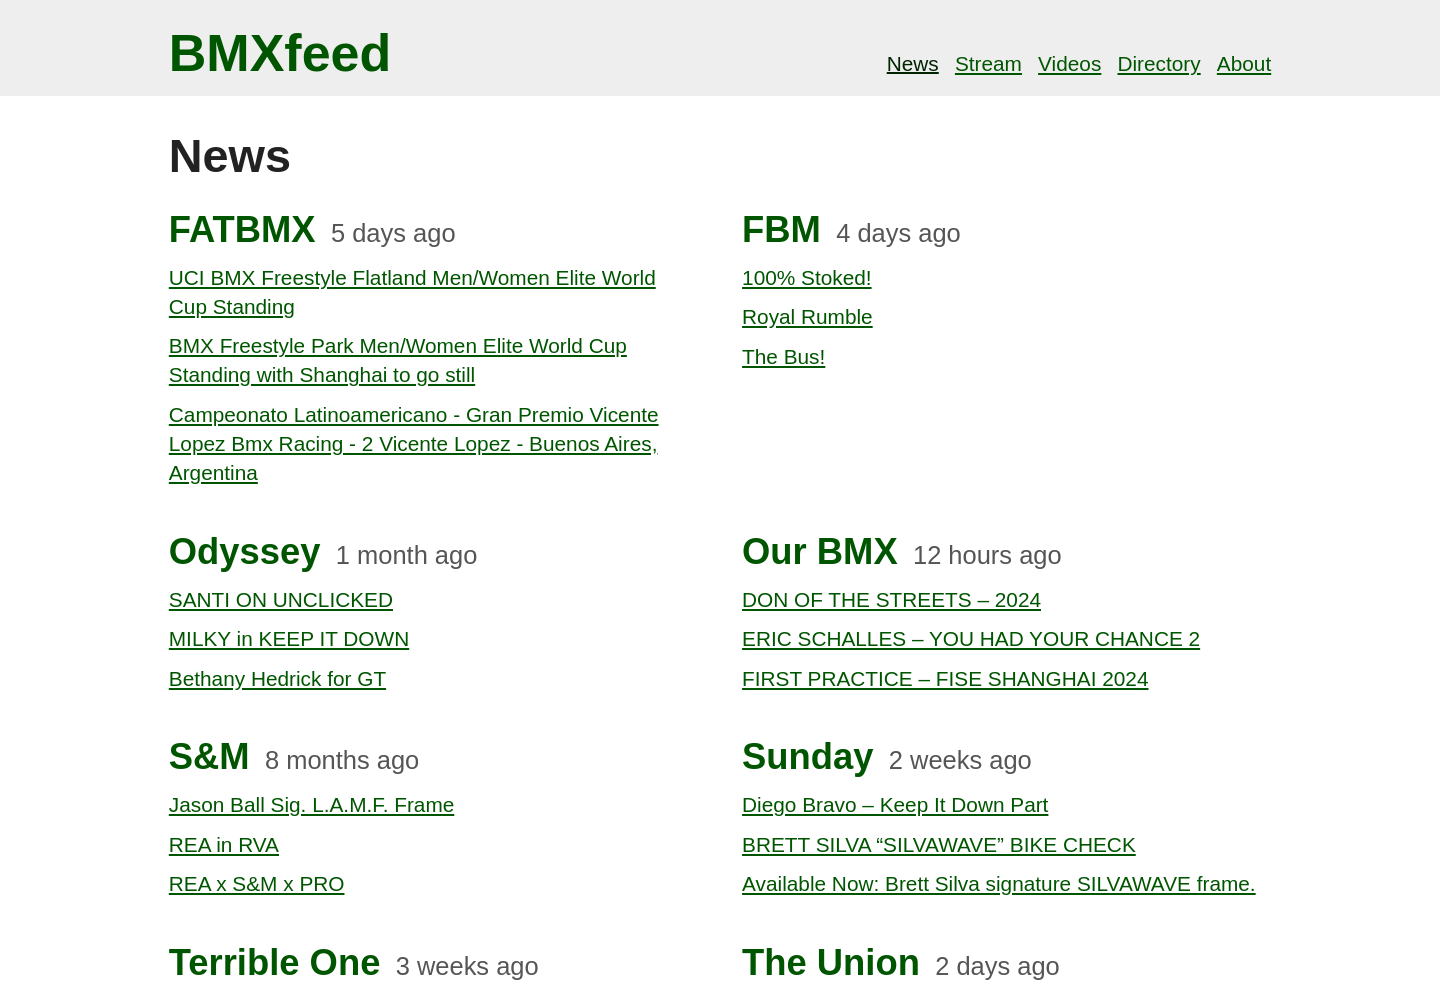 BMXfeed
News Stream Videos Directory About
News
FATBMX 5 days ago
UCI BMX Freestyle Flatland Men/Women Elite World
Cup Standing
BMX Freestyle Park Men/Women Elite World Cup
Standing with Shanghai to go still
Campeonato Latinoamericano - Gran Premio Vicente
Lopez Bmx Racing - 2 Vicente Lopez - Buenos Aires,
Argentina
FBM 4 days ago
100% Stoked!
Royal Rumble
The Bus!
Odyssey 1 month ago
SANTI ON UNCLICKED
MILKY in KEEP IT DOWN
Bethany Hedrick for GT
Our BMX 12 hours ago
DON OF THE STREETS – 2024
ERIC SCHALLES – YOU HAD YOUR CHANCE 2
FIRST PRACTICE – FISE SHANGHAI 2024
S&M 8 months ago
Jason Ball Sig. L.A.M.F. Frame
REA in RVA
REA x S&M x PRO
Sunday 2 weeks ago
Diego Bravo – Keep It Down Part
BRETT SILVA “SILVAWAVE” BIKE CHECK
Available Now: Brett Silva signature SILVAWAVE frame.
Terrible One 3 weeks ago
The Union 2 days ago